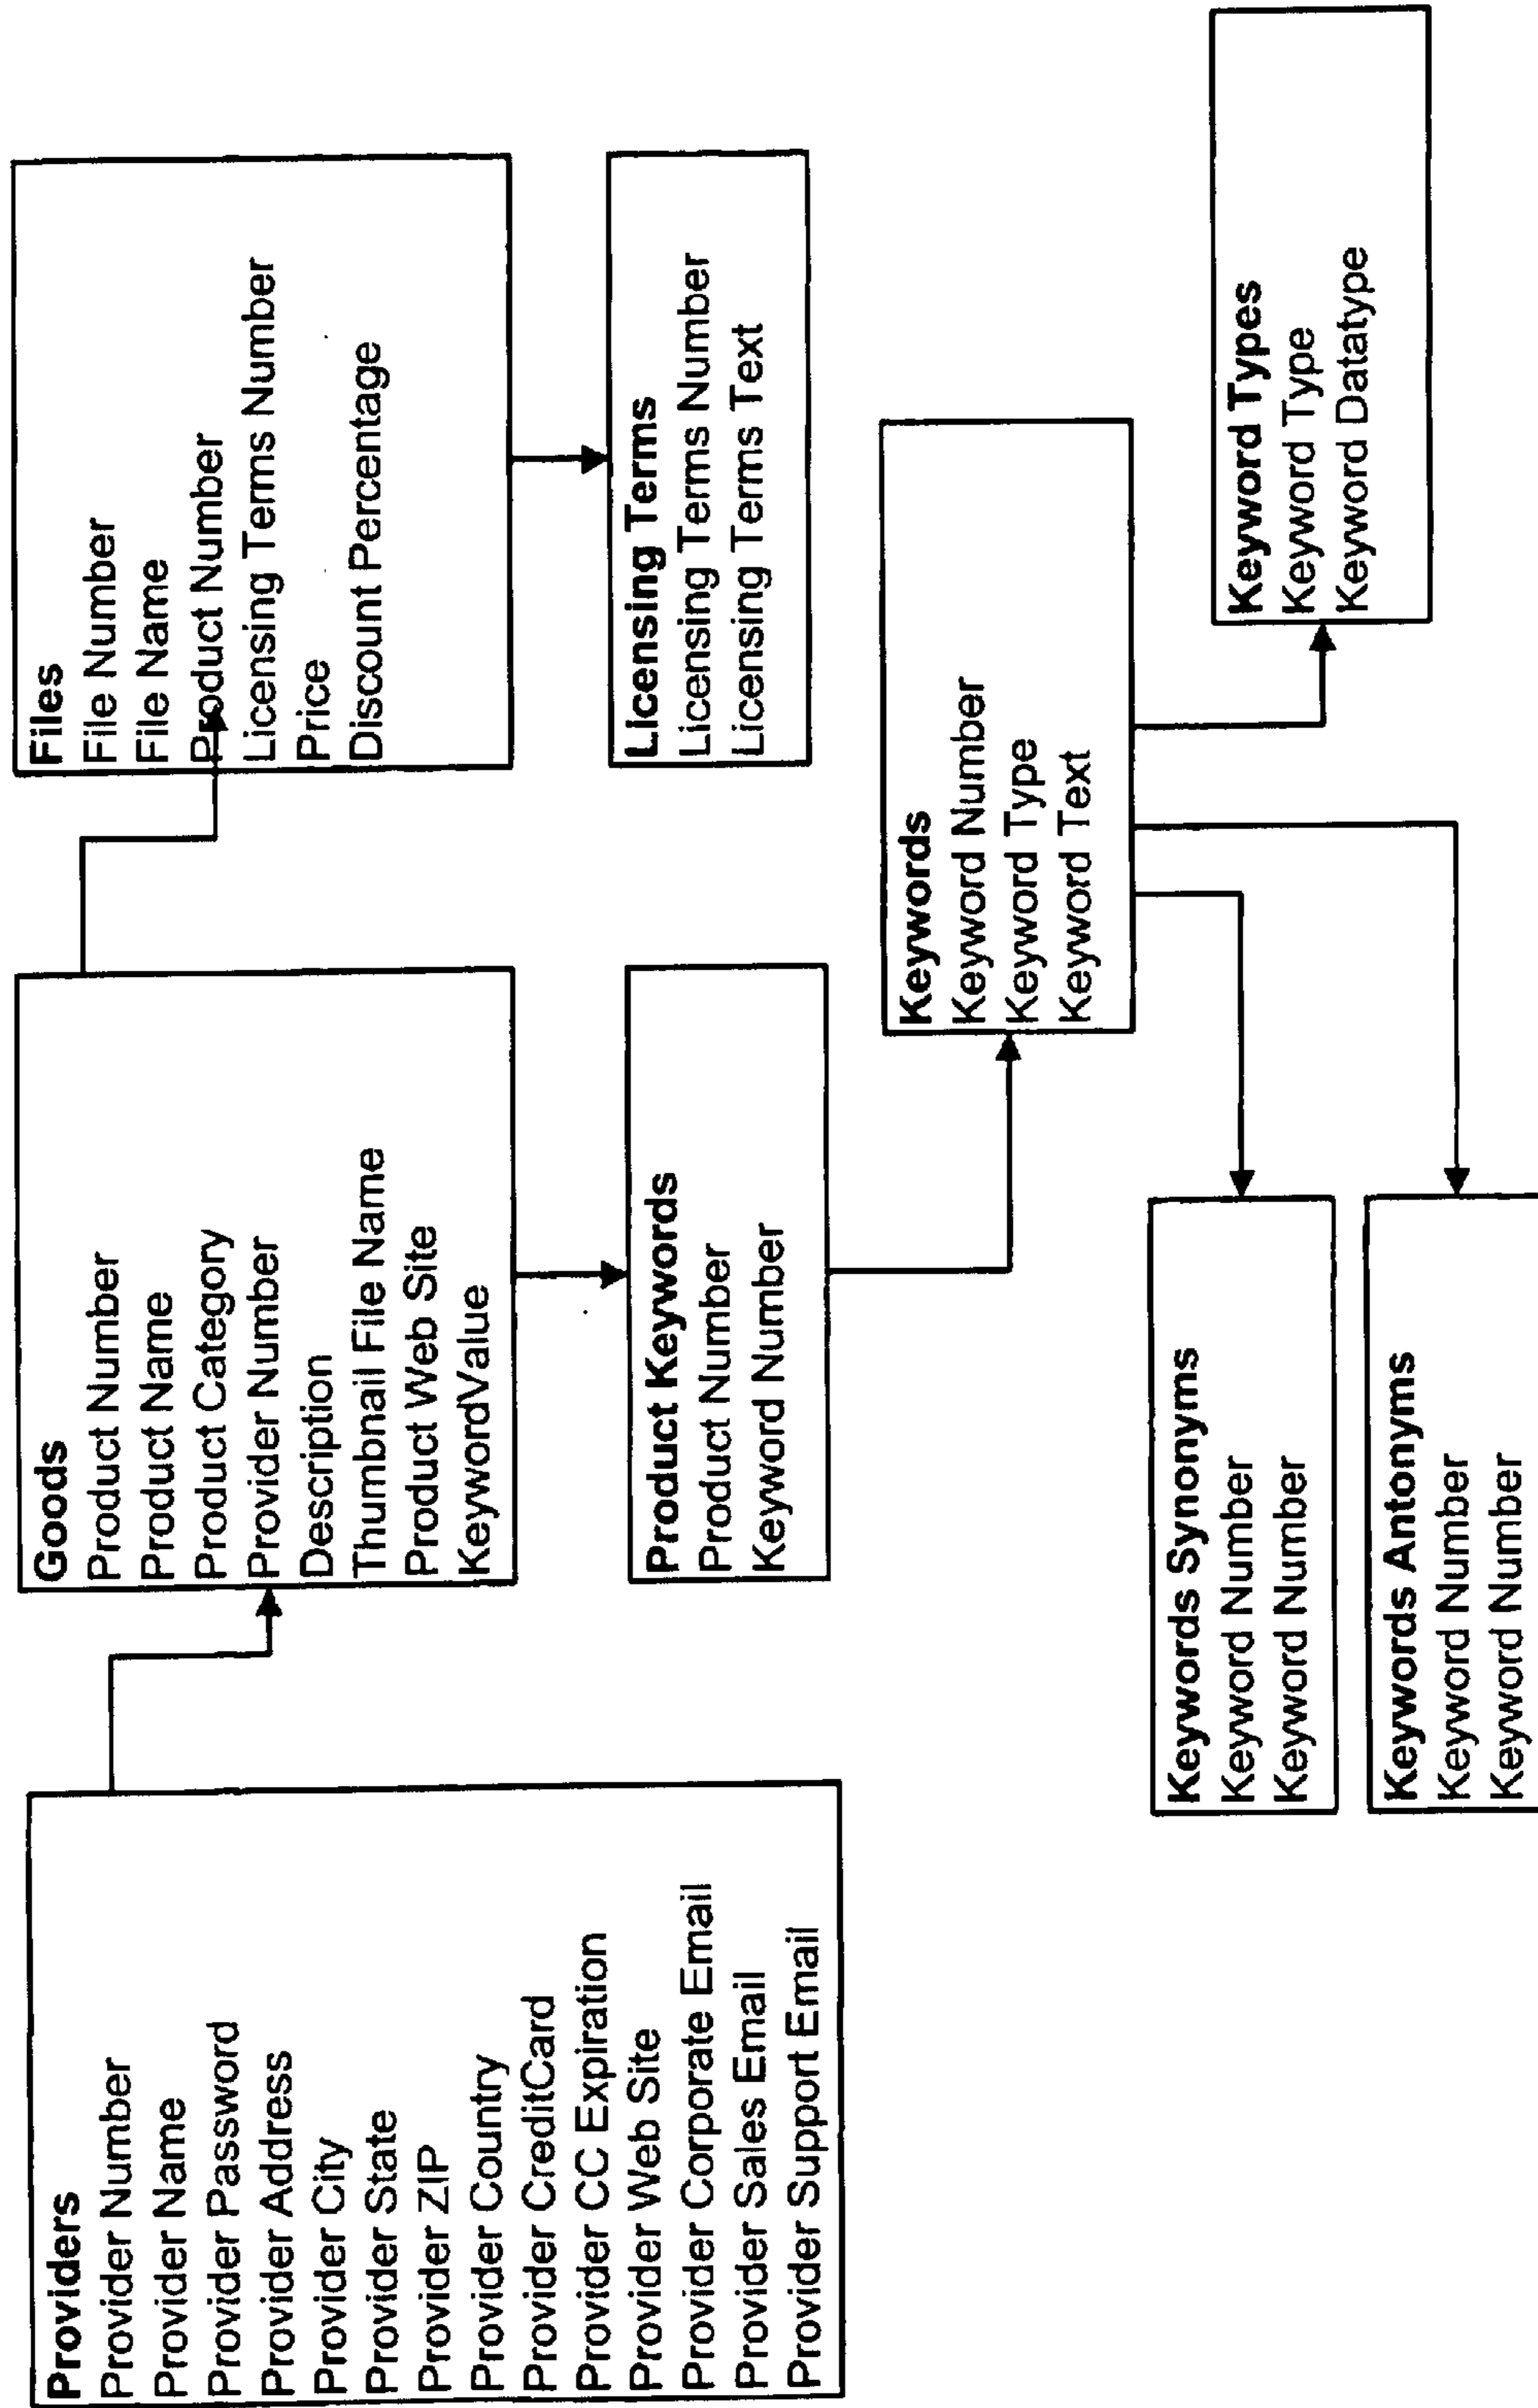 Providers
Provider Number
Provider Name
Provider Password
Provider Address
Provider City
Provider State
Provider ZIP
Provider Country
Provider CreditCard
Provider CC Expiration
Provider Web Site
Provider Corporate Email
Provider Sales Email
Provider Support Email
Goods
Product Number
Product Name
Product Category
Provider Number
Description
Thumbnail File Name
Product Web Site
KeywordValue
Files
File Number
File Name
Product Number
Licensing Terms Number
Price
Discount Percentage
Product Keywords
Product Number
Keyword Number
Licensing Terms
Licensing Terms Number
Licensing Terms Text
Keywords
Keyword Number
Keyword Type
Keyword Text
Keywords Synonyms
Keyword Number
Keyword Number
Keyword Types
Keyword Type
Keyword Datatype
Keywords Antonyms
Keyword Number
Keyword Number